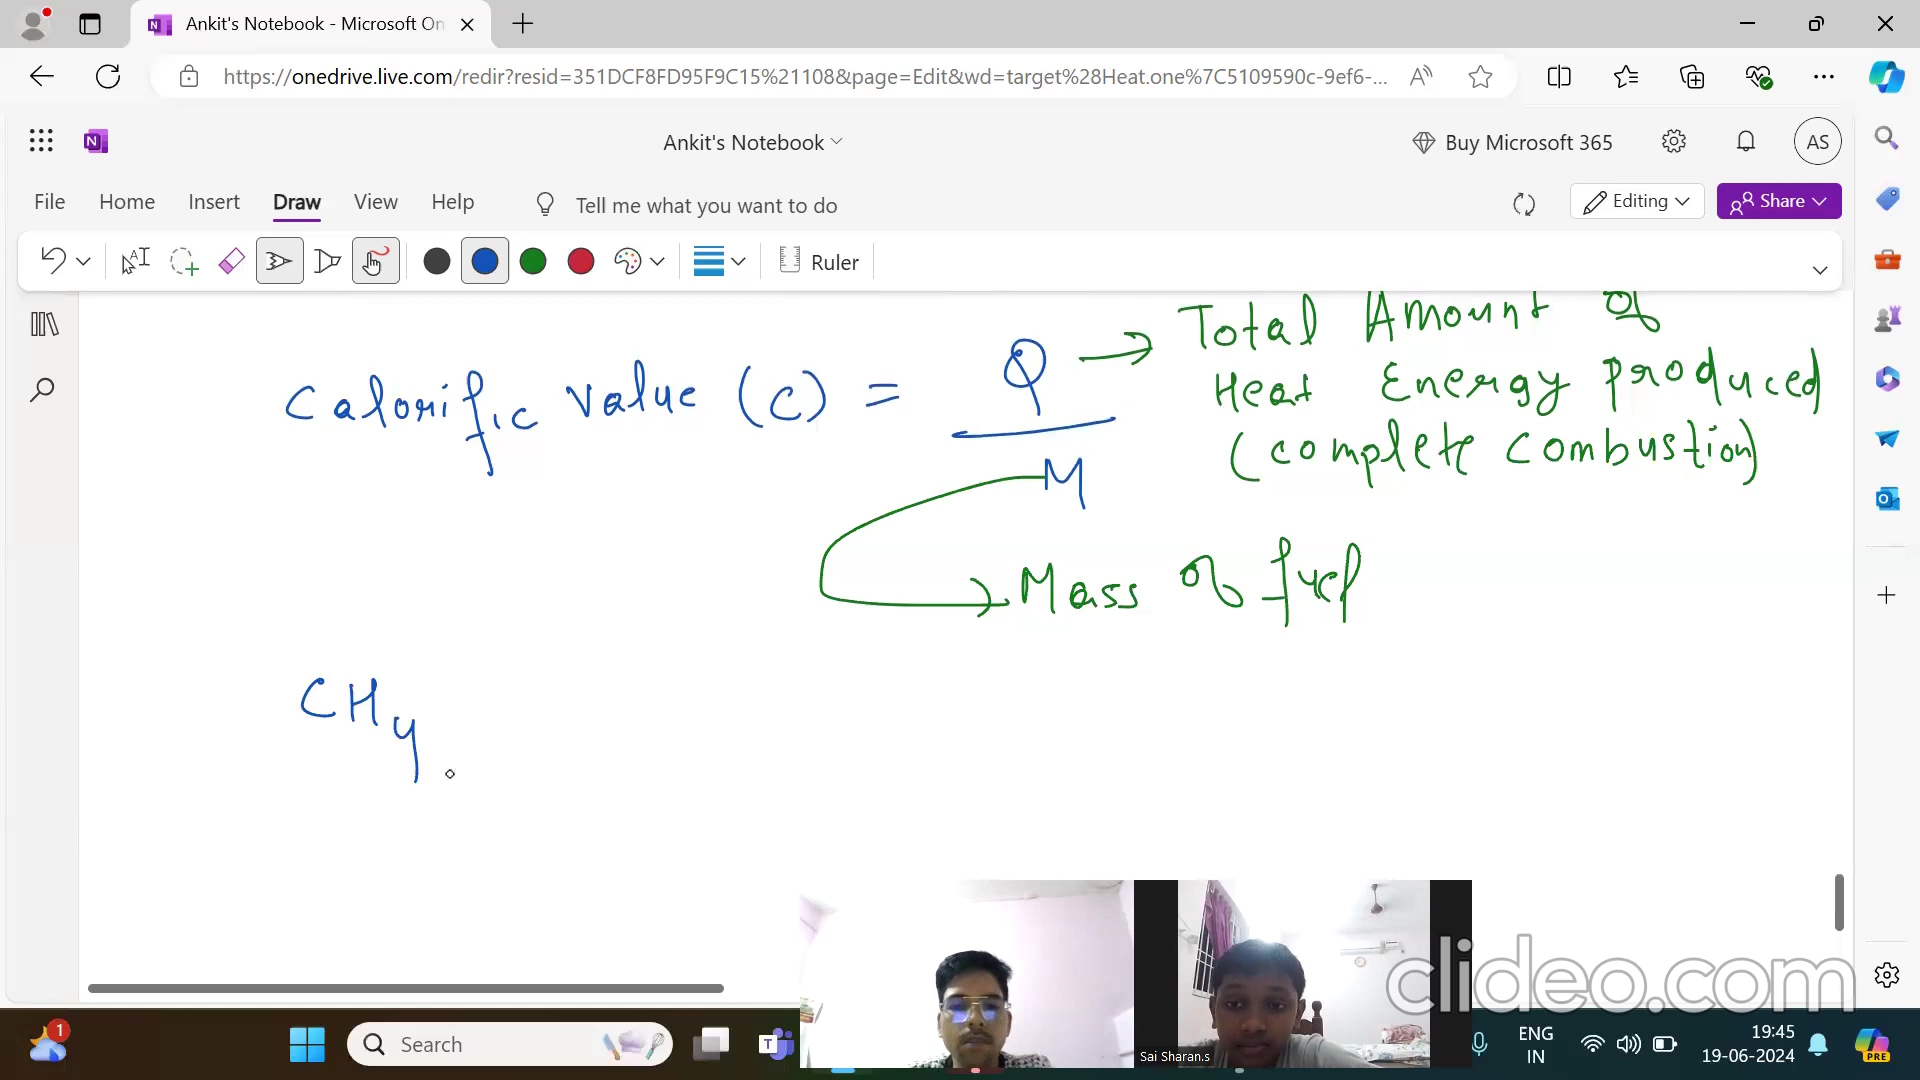 Ankit's Notebook - Microsoft On
https://onedrive.live.com/redir?resid=351DCF8FD95F9C15%21108&page=Edit&wd=target%28Heat.one%7C5109590c-9ef6-...
Ankit's Notebook
Buy Microsoft 365
AS
File Home Insert Draw View Help Tell me what you want to do
Editing
Share
Ruler
Total Amount of
Heat Energy produced
(complete combustion)
Calorific value (c) = Q
M
Mass of fuel
CH4
clideo.com
Sai Sharan.s
1
Search
ENG
IN
19:45
19-06-2024
PRE